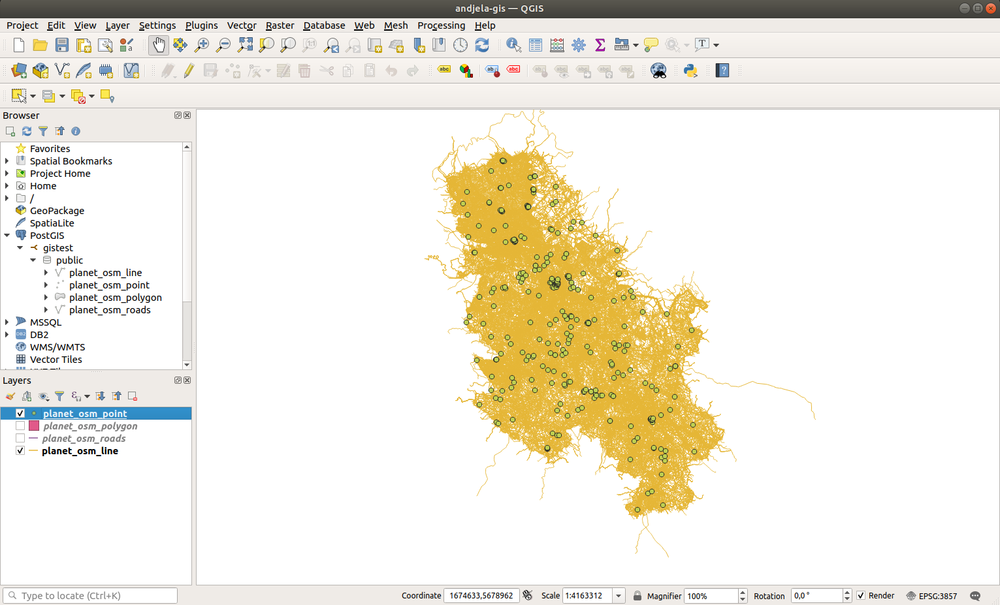 andjela-gis — QGIS
Project Edit View Layer Settings Plugins Vector Raster Database Web Mesh Processing Help
Browser
Favorites
Spatial Bookmarks
Project Home
Home
/
GeoPackage
SpatiaLite
PostGIS
gistest
public
planet_osm_line
planet_osm_point
planet_osm_polygon
planet_osm_roads
MSSQL
DB2
WMS/WMTS
Vector Tiles
Layers
planet_osm_point
planet_osm_polygon
planet_osm_roads
planet_osm_line
Type to locate (Ctrl+K)
Coordinate 1674633,5678962 Scale 1:4163312 Magnifier 100% Rotation 0,0 ° Render EPSG:3857